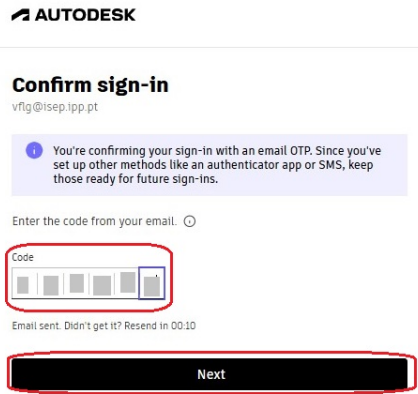 AUTODESK
Confirm sign-in
vflg@isep.ipp.pt
You're confirming your sign-in with an email OTP. Since you've
set up other methods like an authenticator app or SMS, keep
those ready for future sign-ins.
Enter the code from your email.
Code
Email sent. Didn't get it? Resend in 00:10
Next